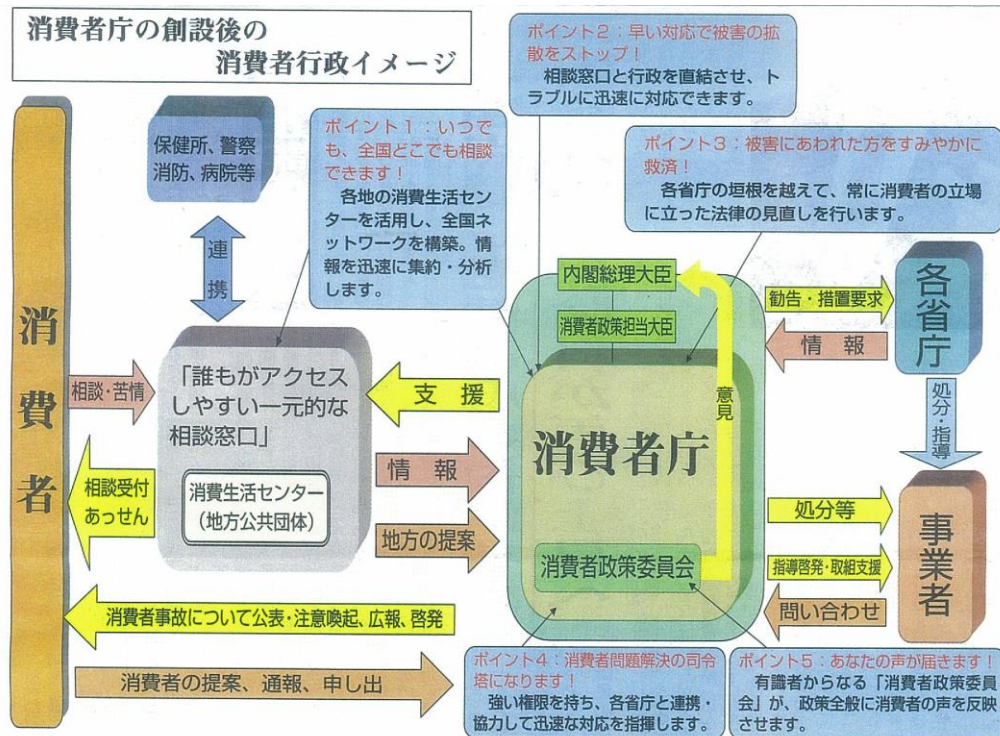 消費者庁の創設後の
消費者行政イメージ
ポイント2：早い対応で被害の拡
散をストップ！
相談窓口と行政を直結させ、ト
ラブルに迅速に対応できます。
保健所、警察
消防、病院等
ポイント1：いつで
も、全国どこでも相談
できます！
各地の消費生活セン
ターを活用し、全国ネ
ットワークを構築。情
報を迅速に集約・分析
します。
ポイント3：被害にあわれた方をすみやかに
救済！
各省庁の垣根を越えて、常に消費者の立場
に立った法律の見直しを行います。
連携
内閣総理大臣
消費者政策担当大臣
勧告・措置要求
情報
各省庁
消費者
相談・苦情
「誰もがアクセス
しやすい一元的な
相談窓口」
支援
意見
処分・指導
消費者庁
相談受付
あっせん
消費生活センター
（地方公共団体）
情報
地方の提案
処分等
事業者
消費者政策委員会
指導啓発・取組支援
問い合わせ
消費者事故について公表・注意喚起、広報、啓発
消費者の提案、通報、申し出
ポイント4：消費者問題解決の司令
塔になります！
強い権限を持ち、各省庁と連携・
協力して迅速な対応を指揮します。
ポイント5：あなたの声が届きます！
有識者からなる「消費者政策委員
会」が、政策全般に消費者の声を反映
させます。